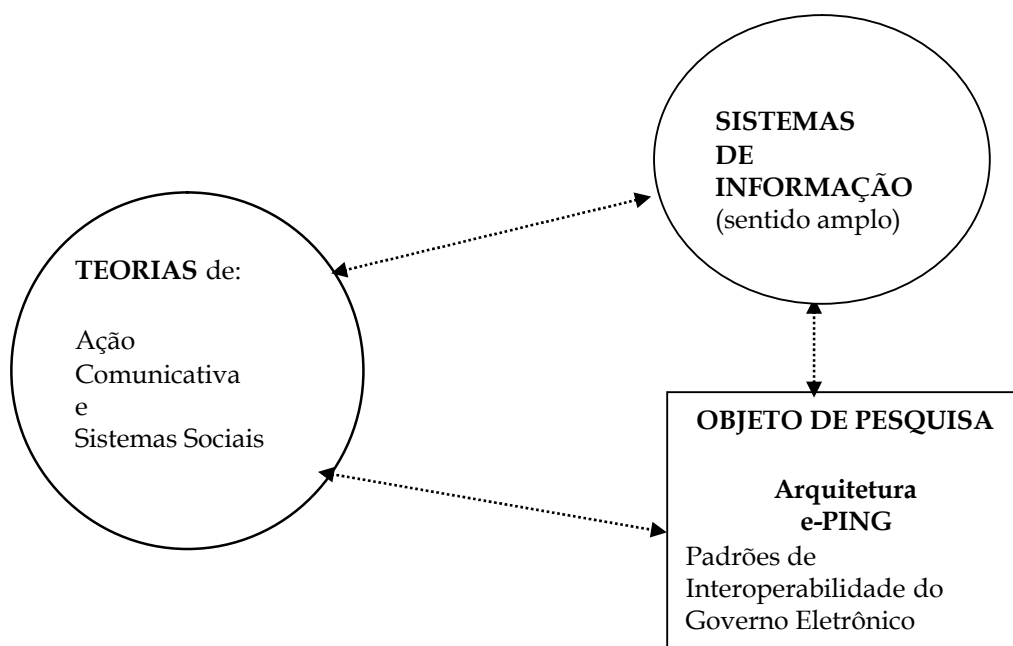 TEORIAS de:
Ação
Comunicativa
e
Sistemas Sociais
SISTEMAS
DE
INFORMAÇÃO
(sentido amplo)
OBJETO DE PESQUISA
Arquitetura
e-PING
Padrões de
Interoperabilidade do
Governo Eletrônico